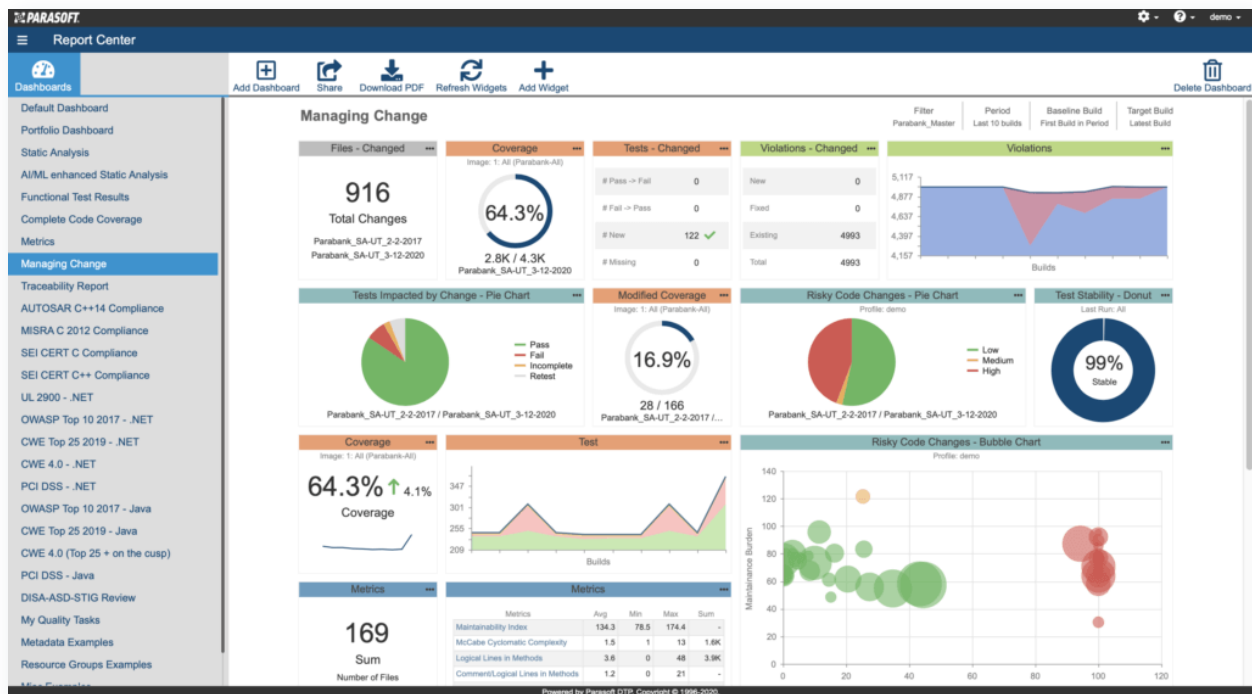 PARASOFT.
demo
Report Center
Dashboards
Add Dashboard
Share
Download PDF
Refresh Widgets
Add Widget
Delete Dashboard
Default Dashboard
Portfolio Dashboard
Static Analysis
AI/ML enhanced Static Analysis
Functional Test Results
Complete Code Coverage
Metrics
Managing Change
Traceability Report
AUTOSAR C++14 Compliance
MISRA C 2012 Compliance
SEI CERT C Compliance
SEI CERT C++ Compliance
UL 2900 - .NET
OWASP Top 10 2017 - .NET
CWE Top 25 2019 - .NET
CWE 4.0 - .NET
PCI DSS - .NET
OWASP Top 10 2017 - Java
CWE Top 25 2019 - Java
CWE 4.0 (Top 25 + on the cusp)
PCI DSS - Java
DISA-ASD-STIG Review
My Quality Tasks
Metadata Examples
Resource Groups Examples
Managing Change
Filter
Parabank_Master
Period
Last 10 builds
Baseline Build
First Build in Period
Target Build
Latest Build
Files - Changed
916
Total Changes
Parabank_SA-UT_2-2-2017
Parabank_SA-UT_3-12-2020
Coverage
Image: 1: All (Parabank-All)
64.3%
2.8K / 4.3K
Parabank_SA-UT_3-12-2020
Tests - Changed
# Pass -> Fail 0
# Fail -> Pass 0
# New 122
# Missing 0
Violations - Changed
New 0
Fixed 0
Existing 4993
Total 4993
Violations
5,117
4,877
4,637
4,397
4,157
Builds
Tests Impacted by Change - Pie Chart
Pass
Fail
Incomplete
Retest
Parabank_SA-UT_2-2-2017 / Parabank_SA-UT_3-12-2020
Modified Coverage
Image: 1: All (Parabank-All)
16.9%
28 / 166
Parabank_SA-UT_2-2-2017 /...
Risky Code Changes - Pie Chart
Profile: demo
Low
Medium
High
Parabank_SA-UT_2-2-2017 / Parabank_SA-UT_3-12-2020
Test Stability - Donut
Last Run: All
99%
Stable
Coverage
Image: 1: All (Parabank-All)
64.3% 4.1%
Coverage
Test
347
301
255
209
Builds
Risky Code Changes - Bubble Chart
Profile: demo
Maintainance Burden
140
120
100
80
60
40
20
0
0 20 40 60 80 100 120
Metrics
169
Sum
Number of Files
Metrics
Metrics Avg Min Max Sum
Maintainability Index 134.3 78.5 174.4 -
McCabe Cyclomatic Complexity 1.5 1 13 1.6K
Logical Lines in Methods 3.6 0 48 3.9K
Comment/Logical Lines in Methods 1.2 0 21 -
Powered by Parasoft DTP. Copyright © 1996-2020.